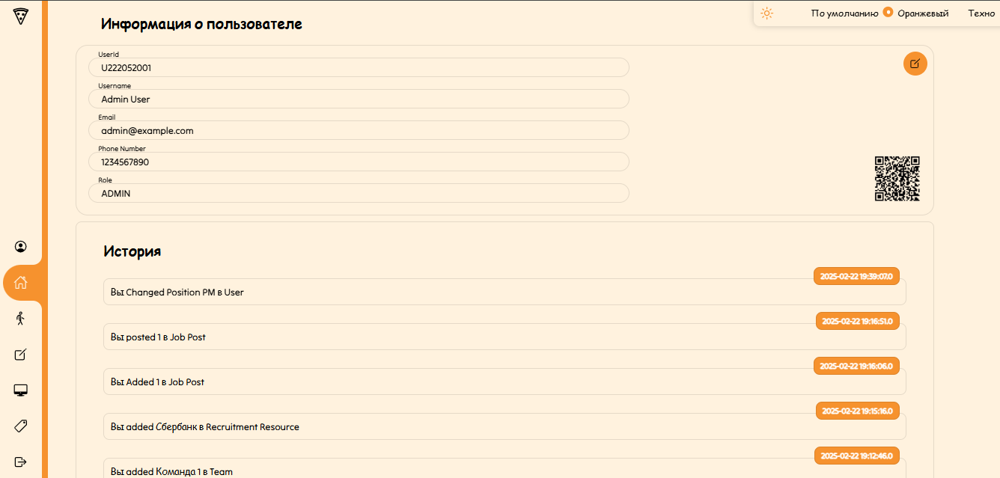 По умолчанию Оранжевый Техно
Информация о пользователе
UserId
U222052001
Username
Admin User
Email
admin@example.com
Phone Number
1234567890
Role
ADMIN
История
2025-02-22 19:39:07.0
Вы Changed Position PM в User
2025-02-22 19:16:51.0
Вы posted 1 в Job Post
2025-02-22 19:16:06.0
Вы Added 1 в Job Post
2025-02-22 19:15:16.0
Вы added Сбербанк в Recruitment Resource
2025-02-22 19:12:46.0
Вы added Команда 1 в Team